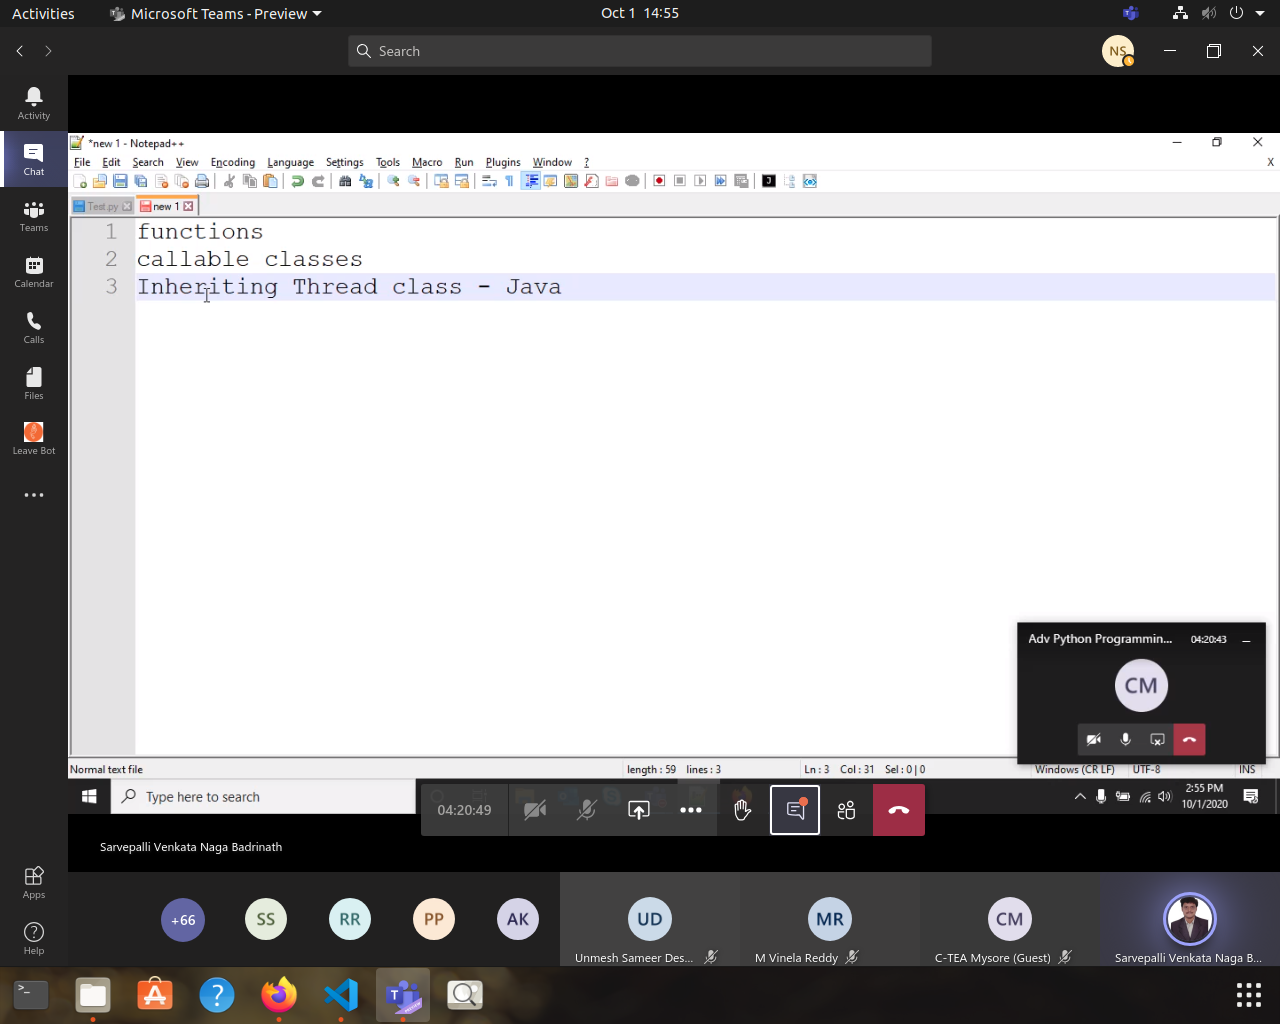 Activities
Microsoft Teams - Preview
Oct 1 14:55
Search
NS
Activity
Chat
Teams
Calendar
Calls
Files
Leave Bot
Apps
Help
*new 1 - Notepad++
File Edit Search View Encoding Language Settings Tools Macro Run Plugins Window ?
X
Test.py
new 1
1 functions
2 callable classes
3 Inheriting Thread class - Java
Adv Python Programmin...
04:20:43
CM
Normal text file
length : 59 lines : 3
Ln : 3 Col : 31 Sel : 0 | 0
Windows (CR LF)
UTF-8
INS
Type here to search
2:55 PM
10/1/2020
04:20:49
Sarvepalli Venkata Naga Badrinath
+66
SS
RR
PP
AK
UD
MR
CM
Unmesh Sameer Des...
M Vinela Reddy
C-TEA Mysore (Guest)
Sarvepalli Venkata Naga B...